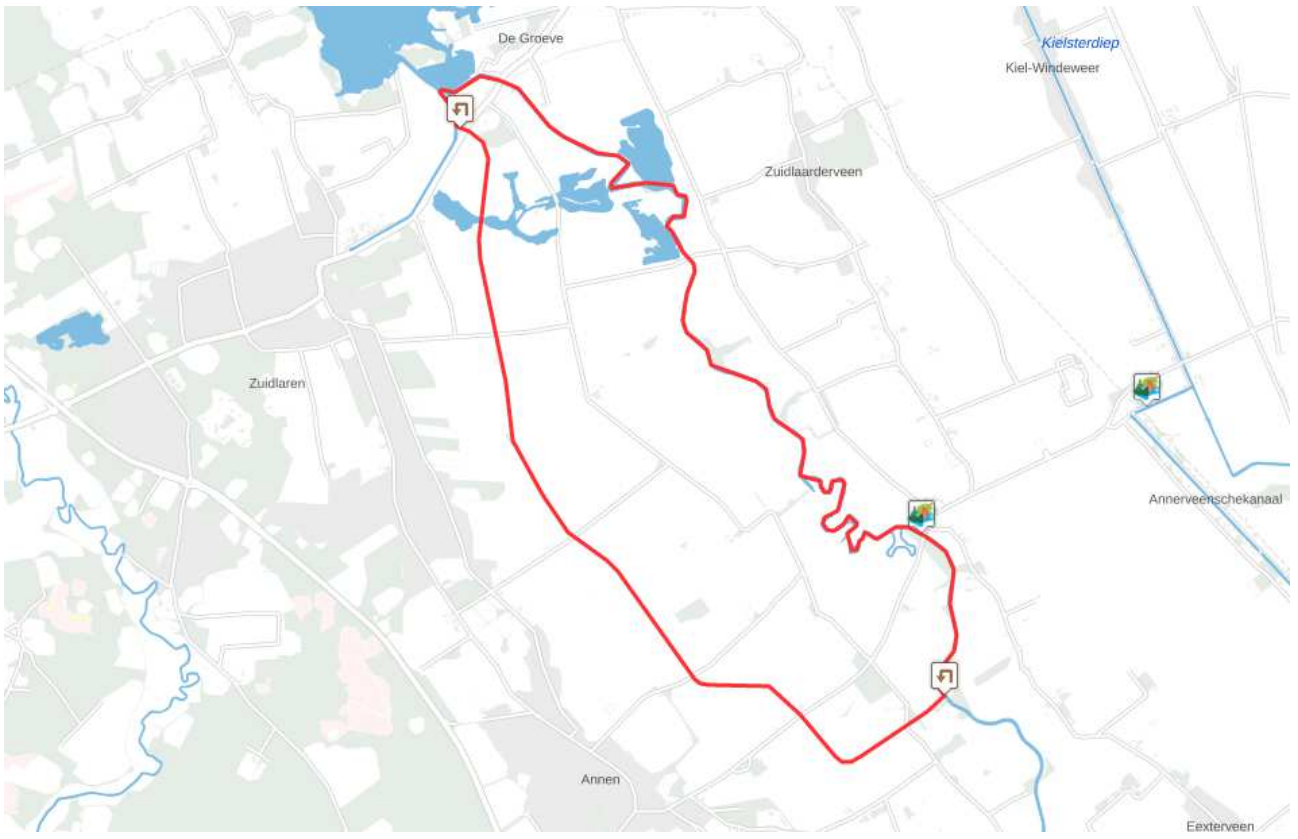 De Groeve
Kielsterdiep
Kiel-Windeweer
Zuidlaarderveen
Zuidlaren
Annerveenschekanaal
Annen
Eexterveen